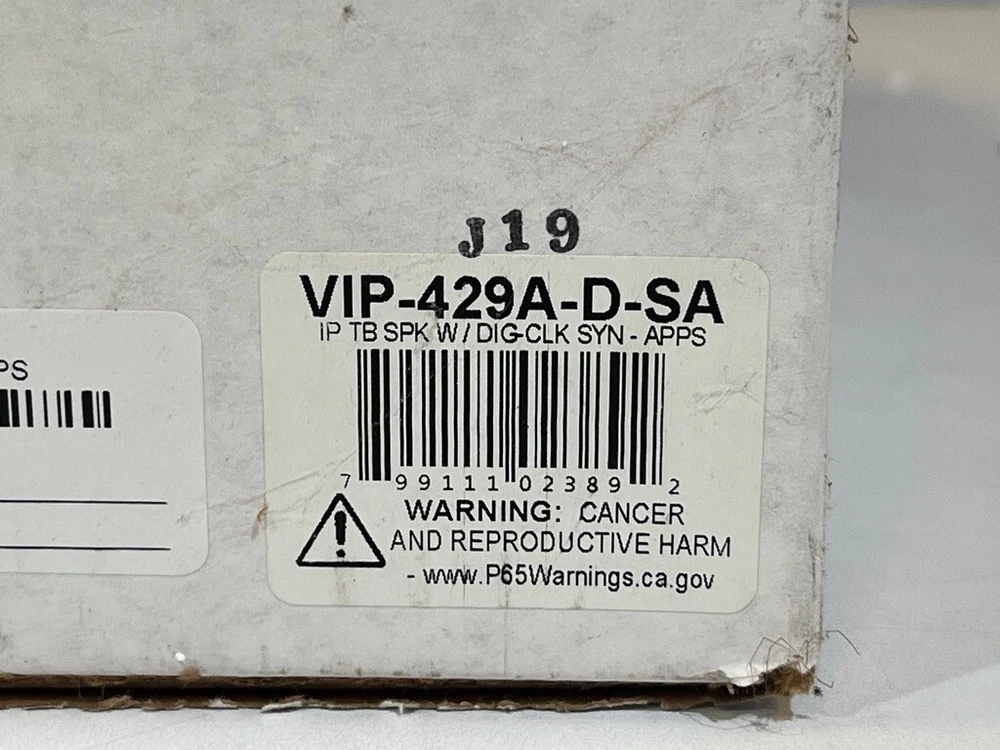 J19
VIP-429A-D-SA
IP TB SPK W/ DIG-CLK SYN - APPS
PS
7 99111 02389 2
WARNING: CANCER
AND REPRODUCTIVE HARM
- www.P65Warnings.ca.gov